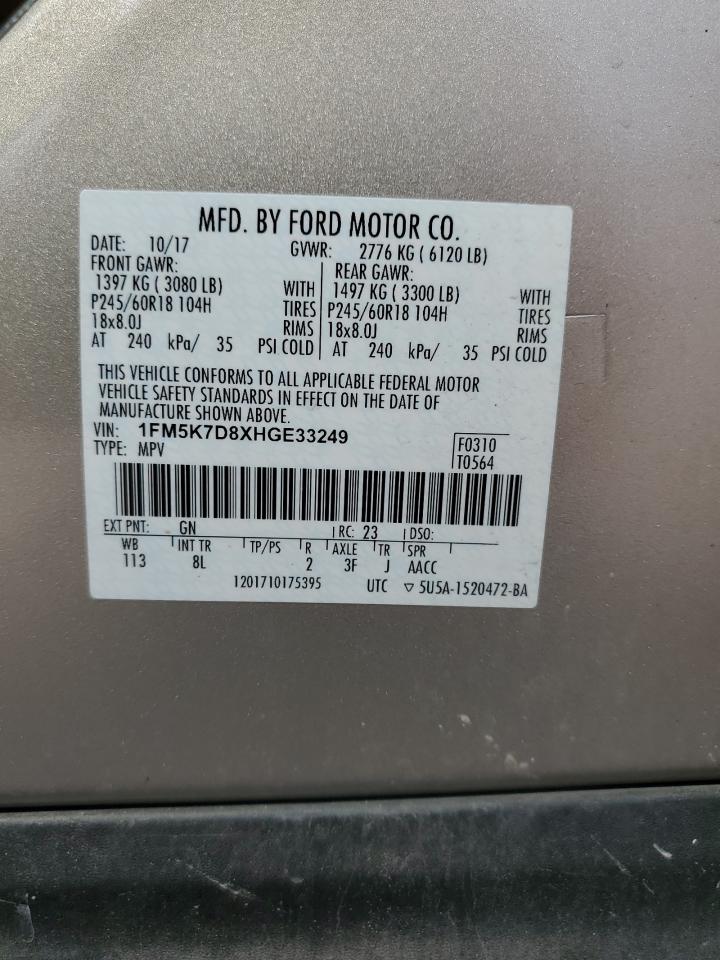 MFD. BY FORD MOTOR CO.
DATE: 10/17 GVWR: 2776 KG ( 6120 LB)
FRONT GAWR: REAR GAWR:
1397 KG ( 3080 LB) WITH 1497 KG ( 3300 LB) WITH
P245/60R18 104H TIRES P245/60R18 104H TIRES
18x8.0J RIMS 18x8.0J RIMS
AT 240 kPa/ 35 PSI COLD AT 240 kPa/ 35 PSI COLD
THIS VEHICLE CONFORMS TO ALL APPLICABLE FEDERAL MOTOR
VEHICLE SAFETY STANDARDS IN EFFECT ON THE DATE OF
MANUFACTURE SHOWN ABOVE.
VIN: 1FM5K7D8XHGE33249 F0310
TYPE: MPV T0564
EXT PNT: GN RC: 23 DSO:
WB INT TR TP/PS R AXLE TR SPR
113 8L 2 3F J AACC
1201710175395 UTC ▽ 5U5A-1520472-BA